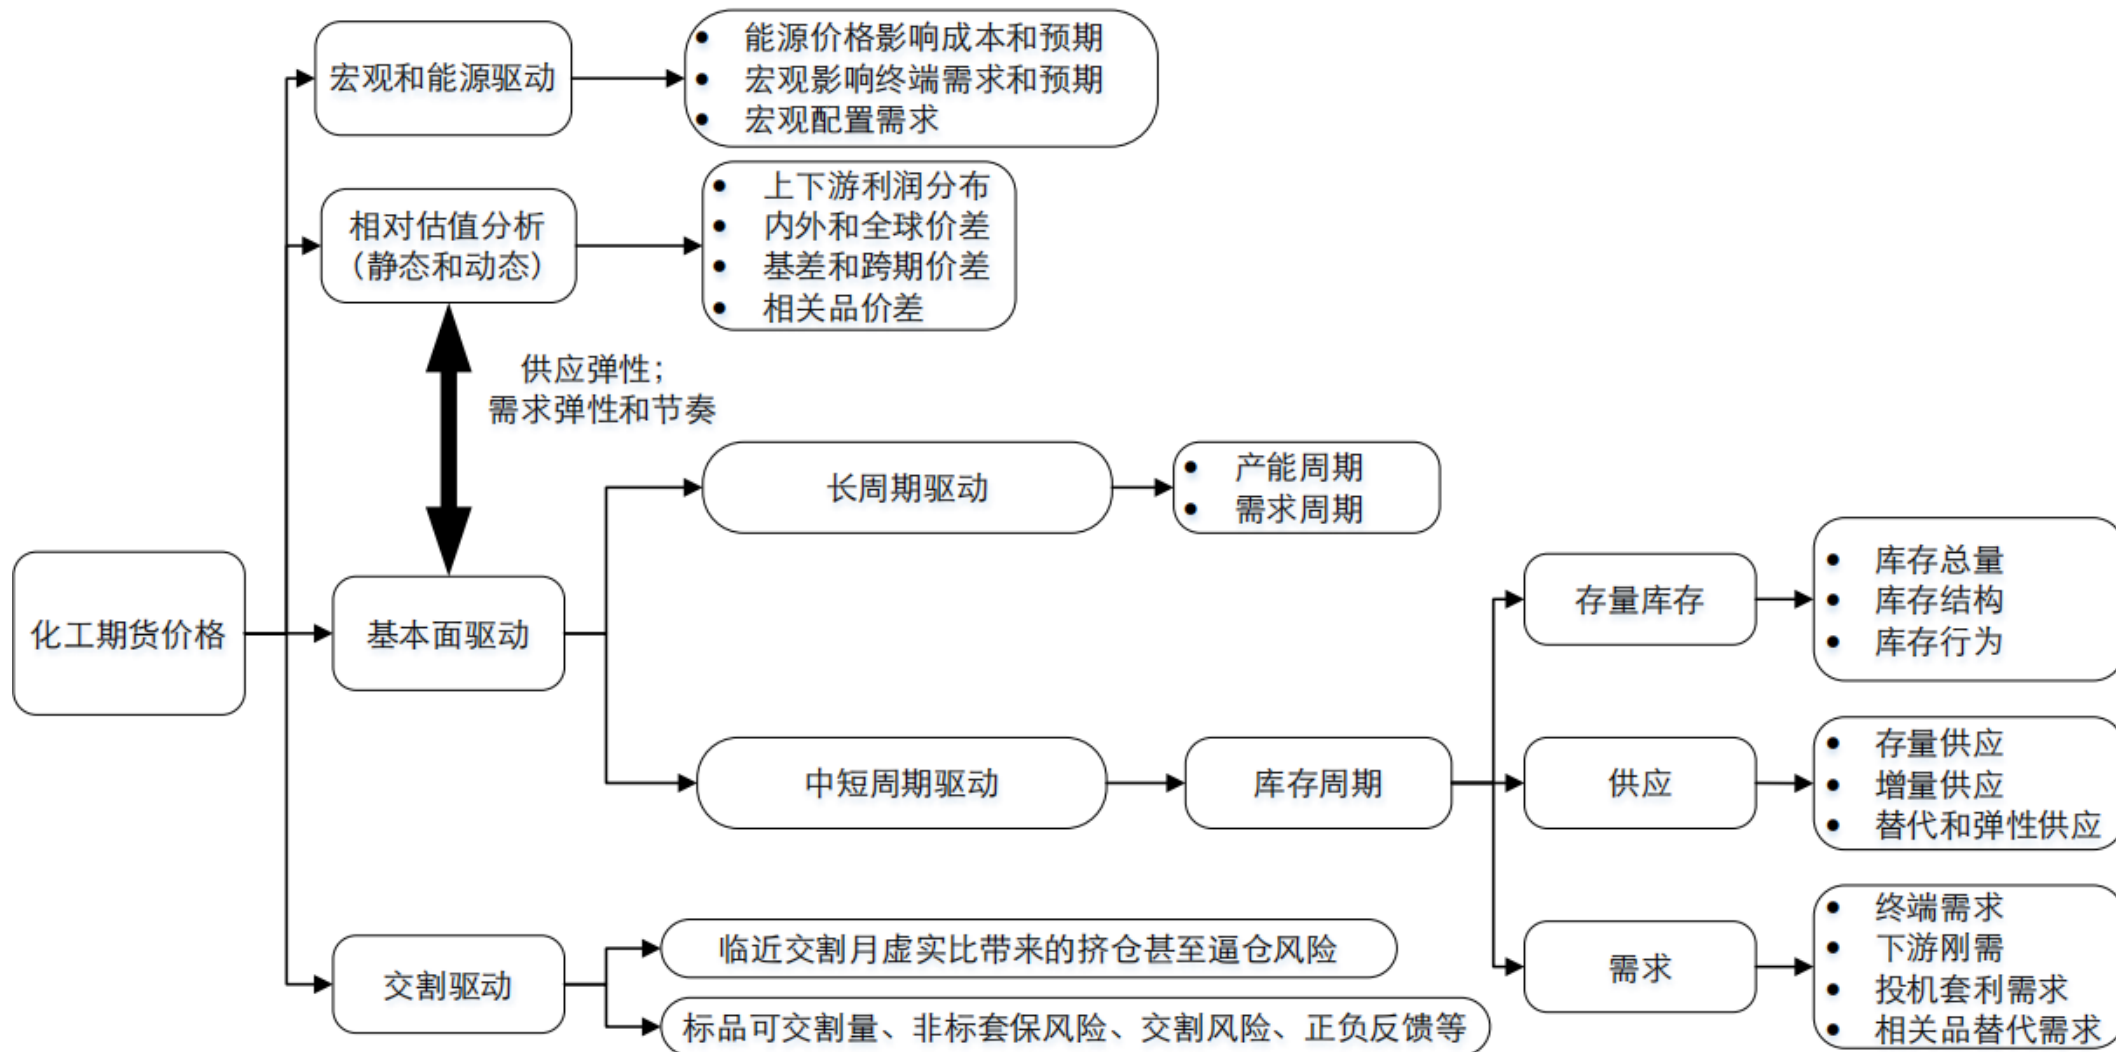 宏观和能源驱动
能源价格影响成本和预期
宏观影响终端需求和预期
宏观配置需求
相对估值分析
（静态和动态）
上下游利润分布
内外和全球价差
基差和跨期价差
相关品价差
供应弹性；
需求弹性和节奏
化工期货价格
基本面驱动
长周期驱动
产能周期
需求周期
中短周期驱动
库存周期
存量库存
库存总量
库存结构
库存行为
供应
存量供应
增量供应
替代和弹性供应
需求
终端需求
下游刚需
投机套利需求
相关品替代需求
交割驱动
临近交割月虚实比带来的挤仓甚至逼仓风险
标品可交割量、非标套保风险、交割风险、正负反馈等